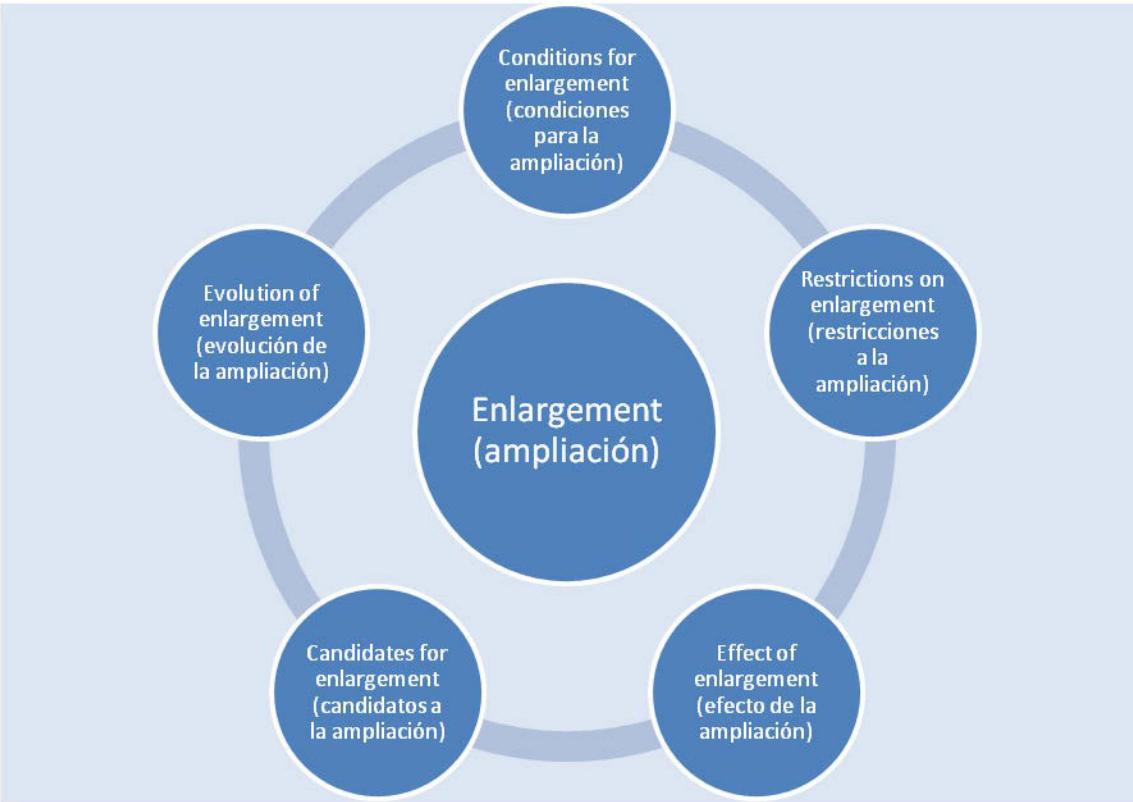 Conditions for
enlargement
(condiciones
para la
ampliación)
Restrictions on
enlargement
(restricciones
a la
ampliación)
Evolution of
enlargement
(evolución de
la ampliación)
Enlargement
(ampliación)
Candidates for
enlargement
(candidatos a
la ampliación)
Effect of
enlargement
(efecto de la
ampliación)